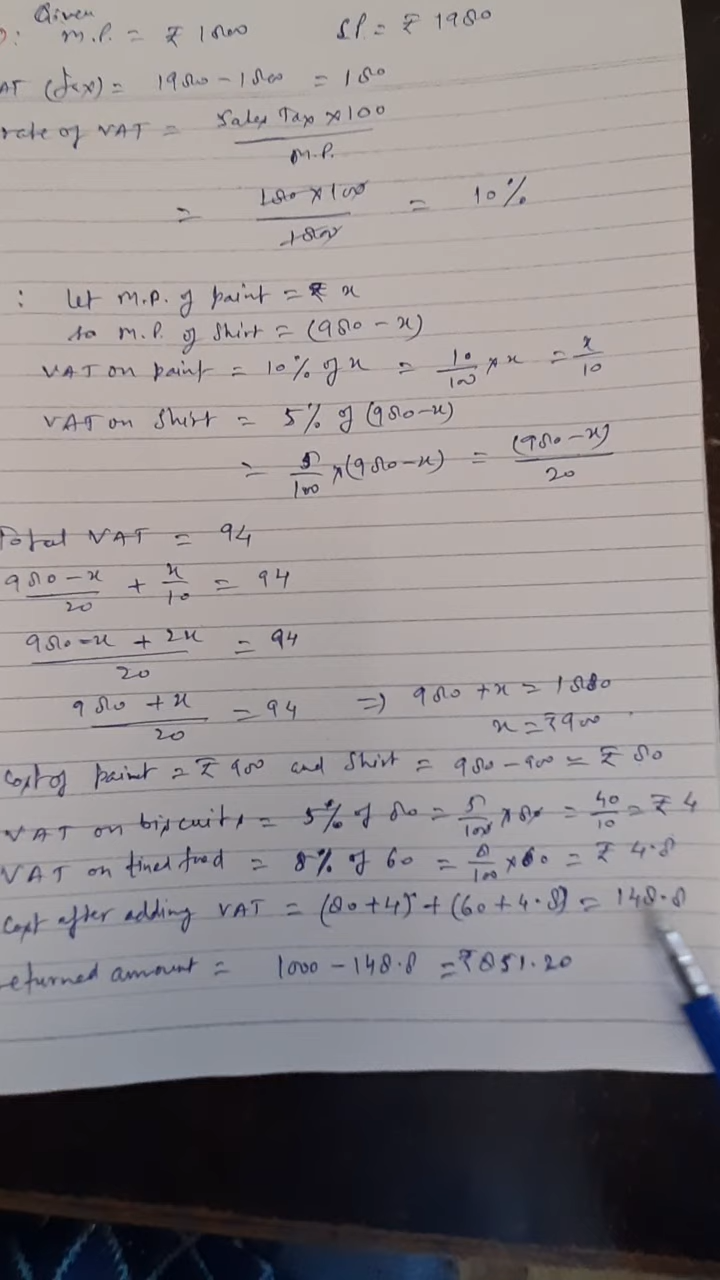 Given
m.p. = ₹ 1800 S.P. = ₹ 1980
AT (tax) = 1980 - 1800 = 180
rate of VAT = Sales Tax × 100
M.P.
= 180 × 100 = 10%
1800
: let M.P. of paint = ₹ x
so M.P. of Shirt = (980 - x)
VAT on paint = 10% of x = 10/100 × x = x/10
VAT on Shirt = 5% of (980-x)
= 5/100 × (980-x) = (980-x)/20
Total VAT = 94
980-x/20 + x/10 = 94
980-x + 2x/20 = 94
980 + x/20 = 94 => 980 + x = 1880
x = ₹ 900
Cost of paint = ₹ 900 and Shirt = 980 - 900 = ₹ 80
VAT on biscuits = 5% of 80 = 5/100 × 80 = 40/10 = ₹ 4
VAT on tined food = 8% of 60 = 8/100 × 60 = ₹ 4.8
Cost after adding VAT = (80+4) + (60+4.8) = 148.8
eturned amount = 1000 - 148.8 = ₹ 851.20